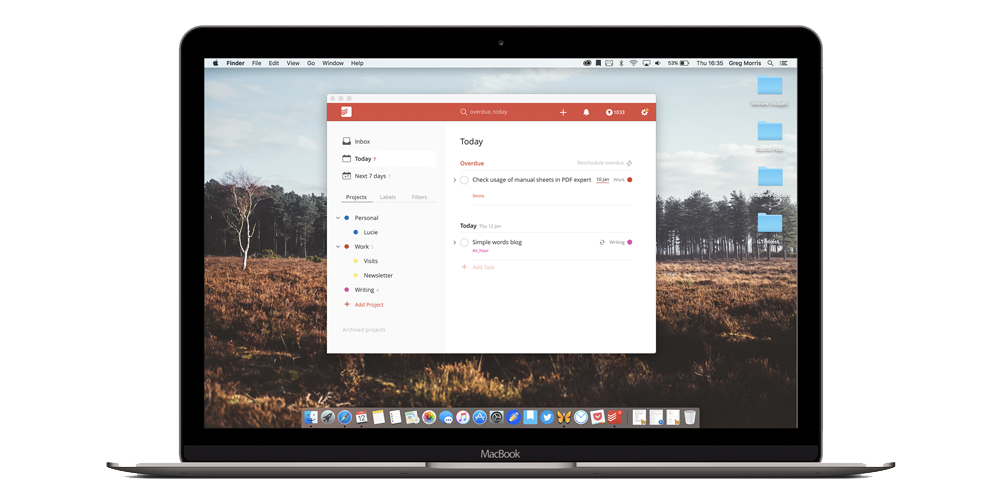 Finder File Edit View Go Window Help
53% Thu 16:35 Greg Morris
overdue, today
1033
Inbox
Today
Next 7 days
Projects Labels Filters
Personal
Lucie
Work
Visits
Newsletter
Writing
Add Project
Archived projects
Today
Overdue Reschedule overdue
Check usage of manual sheets in PDF expert 10 Jan Work
5mins
Today Thu 12 Jan
Simple words blog Writing
An_hour
Add Task
12
MacBook